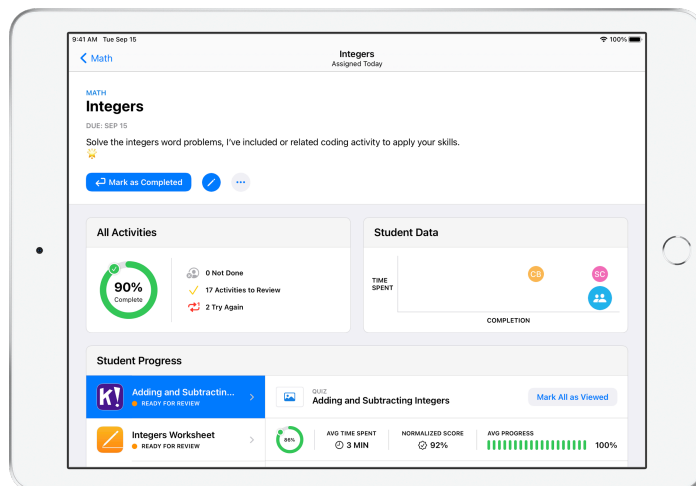 9:41 AM Tue Sep 15
100%
Math
Integers
Assigned Today
MATH
Integers
DUE: SEP 15
Solve the integers word problems, I've included or related coding activity to apply your skills.
Mark as Completed
All Activities
90%
Complete
0 Not Done
17 Activities to Review
2 Try Again
Student Data
TIME
SPENT
CB
SC
COMPLETION
Student Progress
K!
Adding and Subtractin...
READY FOR REVIEW
Integers Worksheet
READY FOR REVIEW
QUIZ
Adding and Subtracting Integers
Mark All as Viewed
86%
AVG TIME SPENT
3 MIN
NORMALIZED SCORE
92%
AVG PROGRESS
100%